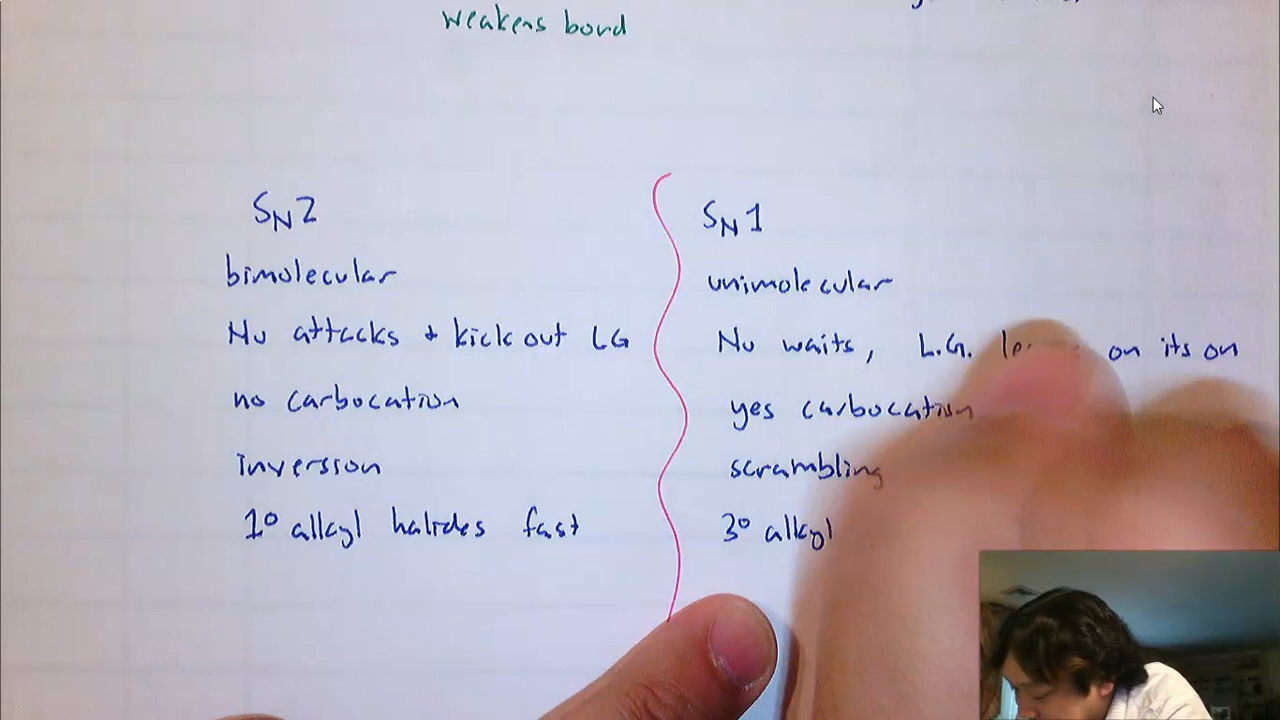 weakens bond
SN2
bimolecular
Nu attacks + kick out LG
no carbocation
inversion
1° alkyl halides fast
SN1
unimolecular
Nu waits, L.G. on its on
yes carbocation
scrambling
3° alkyl